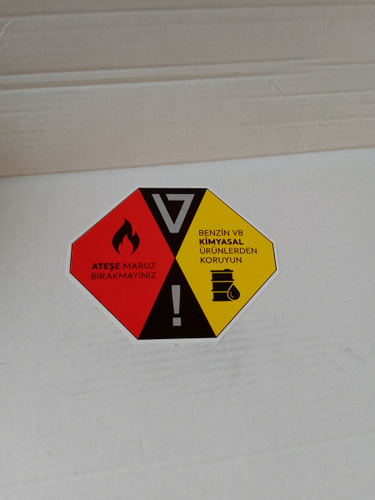 ATEŞE MARUZ
BIRAKMAYINIZ
!
BENZİN VB
KİMYASAL
ÜRÜNLERDEN
KORUYUN